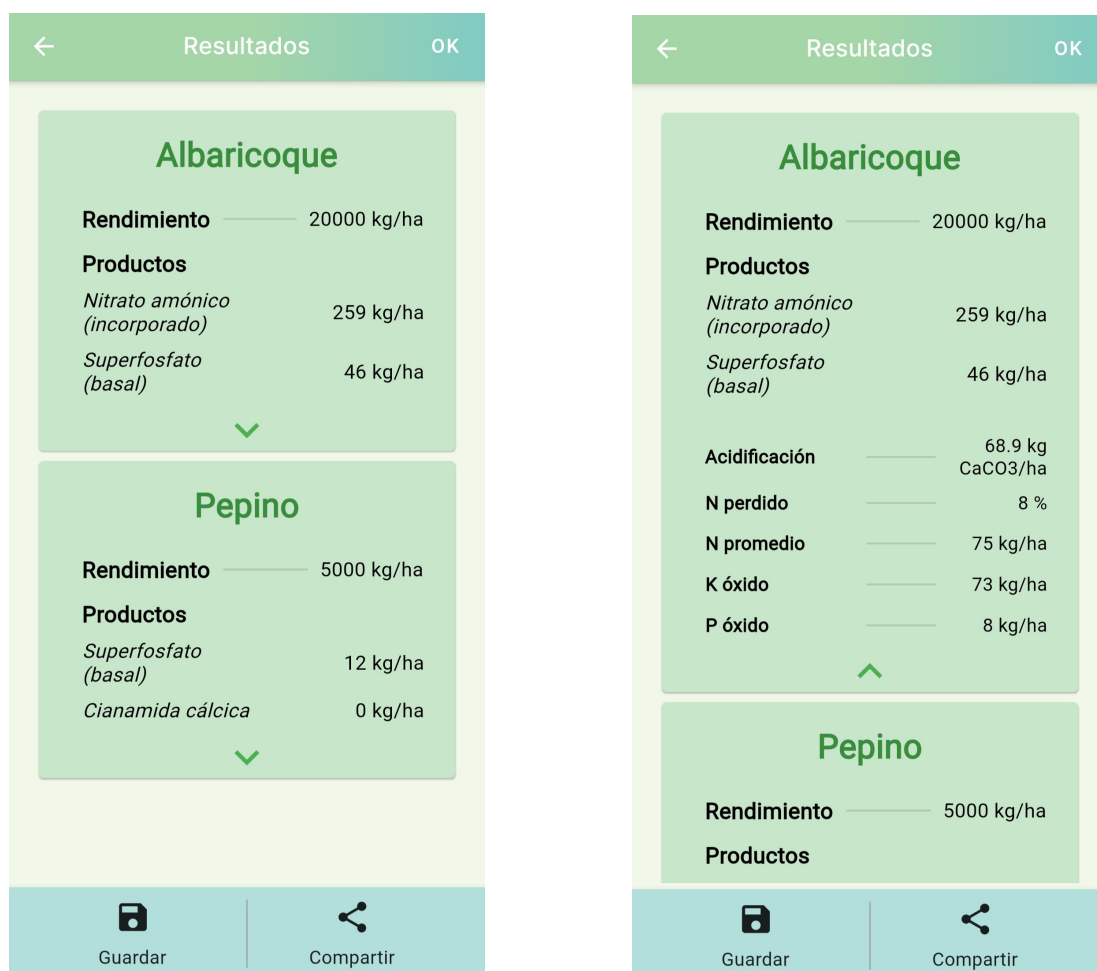 Resultados
OK
Albaricoque
Rendimiento 20000 kg/ha
Productos
Nitrato amónico
(incorporado)
259 kg/ha
Superfosfato
(basal)
46 kg/ha
Pepino
Rendimiento 5000 kg/ha
Productos
Superfosfato
(basal)
12 kg/ha
Cianamida cálcica 0 kg/ha
Guardar
Compartir
Resultados
OK
Albaricoque
Rendimiento 20000 kg/ha
Productos
Nitrato amónico
(incorporado)
259 kg/ha
Superfosfato
(basal)
46 kg/ha
Acidificación
68.9 kg
CaCO3/ha
N perdido 8 %
N promedio 75 kg/ha
K óxido 73 kg/ha
P óxido 8 kg/ha
Pepino
Rendimiento 5000 kg/ha
Productos
Guardar
Compartir